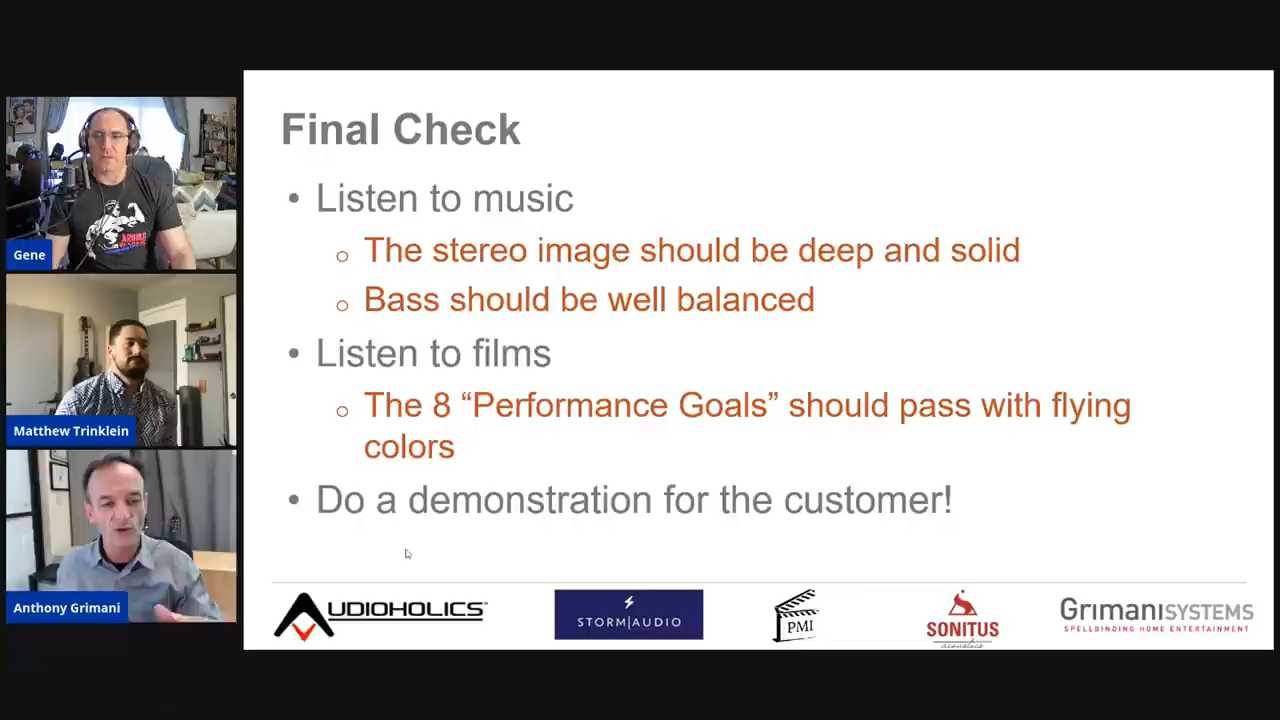 Final Check
• Listen to music
o The stereo image should be deep and solid
o Bass should be well balanced
• Listen to films
o The 8 “Performance Goals” should pass with flying
colors
• Do a demonstration for the customer!
Gene
Matthew Trinklein
Anthony Grimani
AUDIOHOLICS™
STORM|AUDIO
PMI
SONITUS
acoustics
GRIMANISYSTEMS
SPELLBINDING HOME ENTERTAINMENT